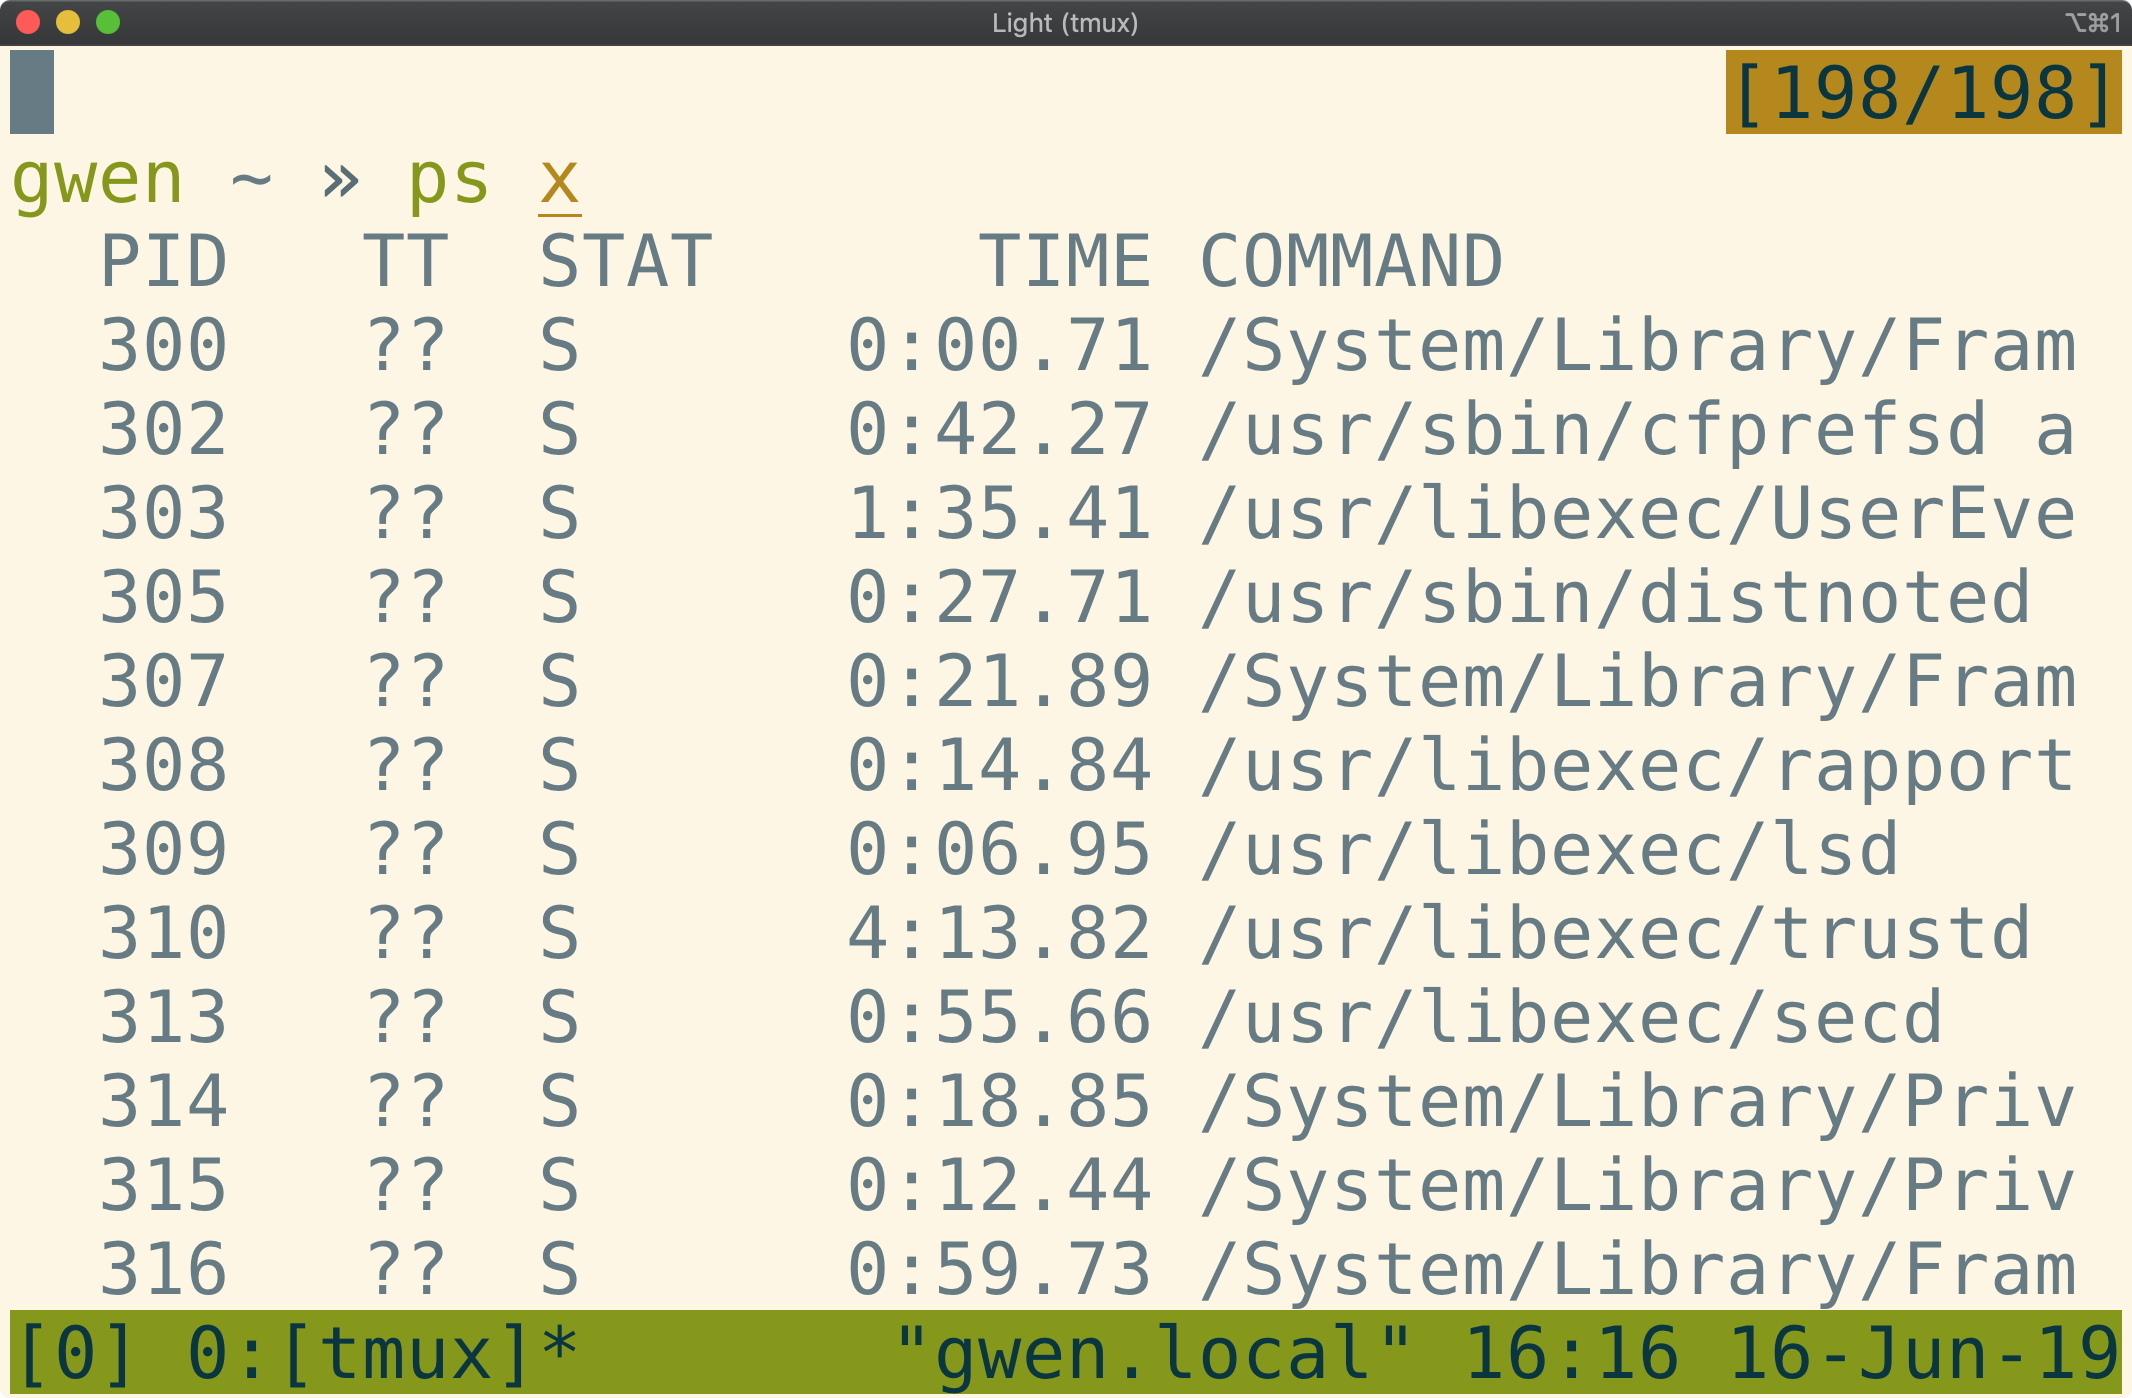 Light (tmux) ⌥⌘1
[198/198]
gwen ~ » ps x
  PID   TT  STAT      TIME COMMAND
  300   ??  S      0:00.71 /System/Library/Fram
  302   ??  S      0:42.27 /usr/sbin/cfprefsd a
  303   ??  S      1:35.41 /usr/libexec/UserEve
  305   ??  S      0:27.71 /usr/sbin/distnoted
  307   ??  S      0:21.89 /System/Library/Fram
  308   ??  S      0:14.84 /usr/libexec/rapport
  309   ??  S      0:06.95 /usr/libexec/lsd
  310   ??  S      4:13.82 /usr/libexec/trustd
  313   ??  S      0:55.66 /usr/libexec/secd
  314   ??  S      0:18.85 /System/Library/Priv
  315   ??  S      0:12.44 /System/Library/Priv
  316   ??  S      0:59.73 /System/Library/Fram
[0] 0:[tmux]*       "gwen.local" 16:16 16-Jun-19